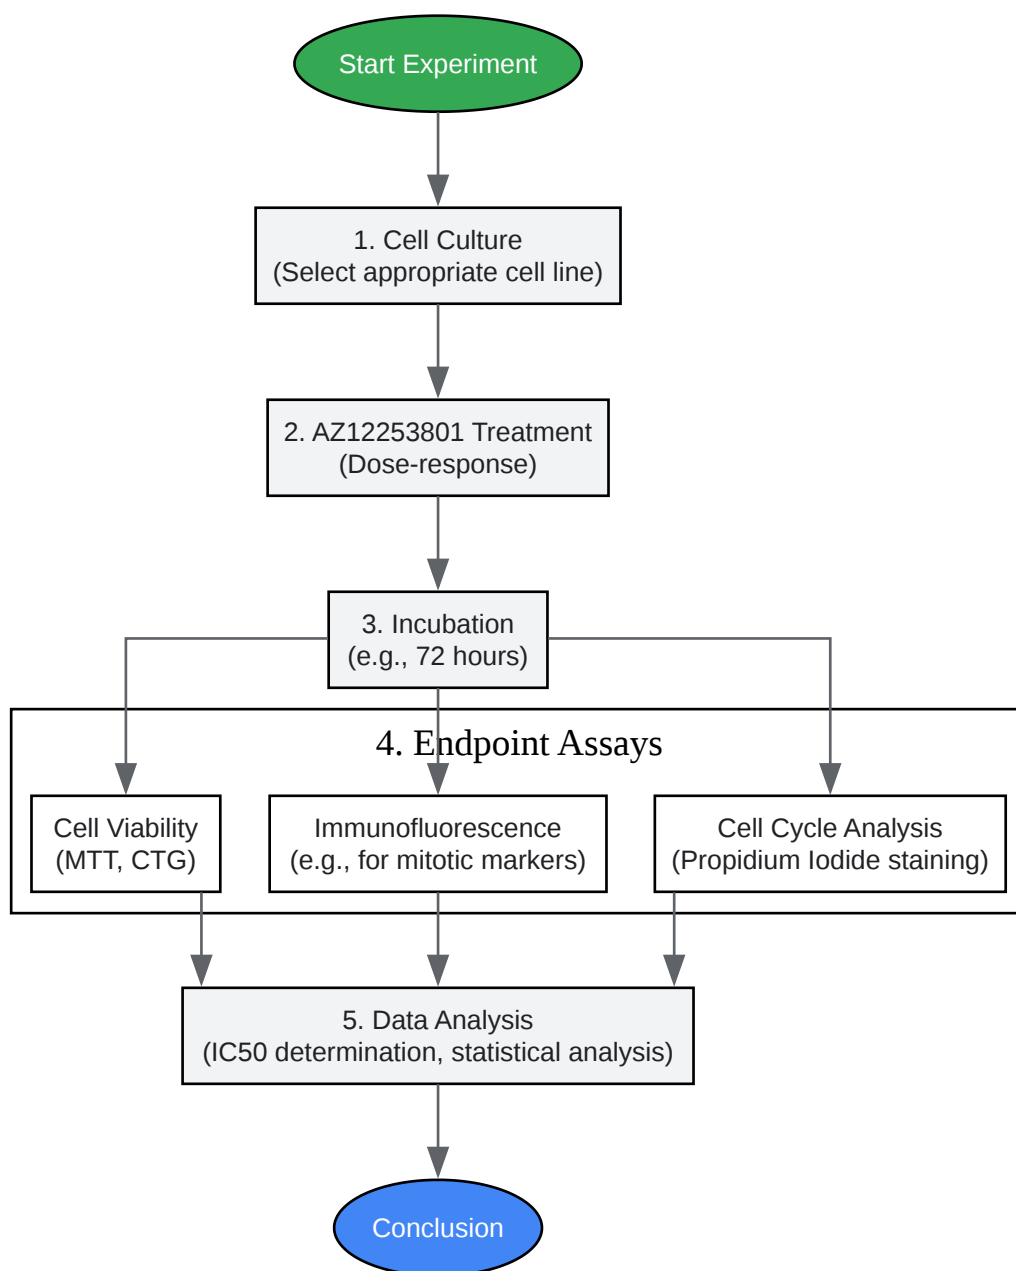 Start Experiment
1. Cell Culture
(Select appropriate cell line)
2. AZ12253801 Treatment
(Dose-response)
3. Incubation
(e.g., 72 hours)
4. Endpoint Assays
Cell Viability
(MTT, CTG)
Immunofluorescence
(e.g., for mitotic markers)
Cell Cycle Analysis
(Propidium Iodide staining)
5. Data Analysis
(IC50 determination, statistical analysis)
Conclusion